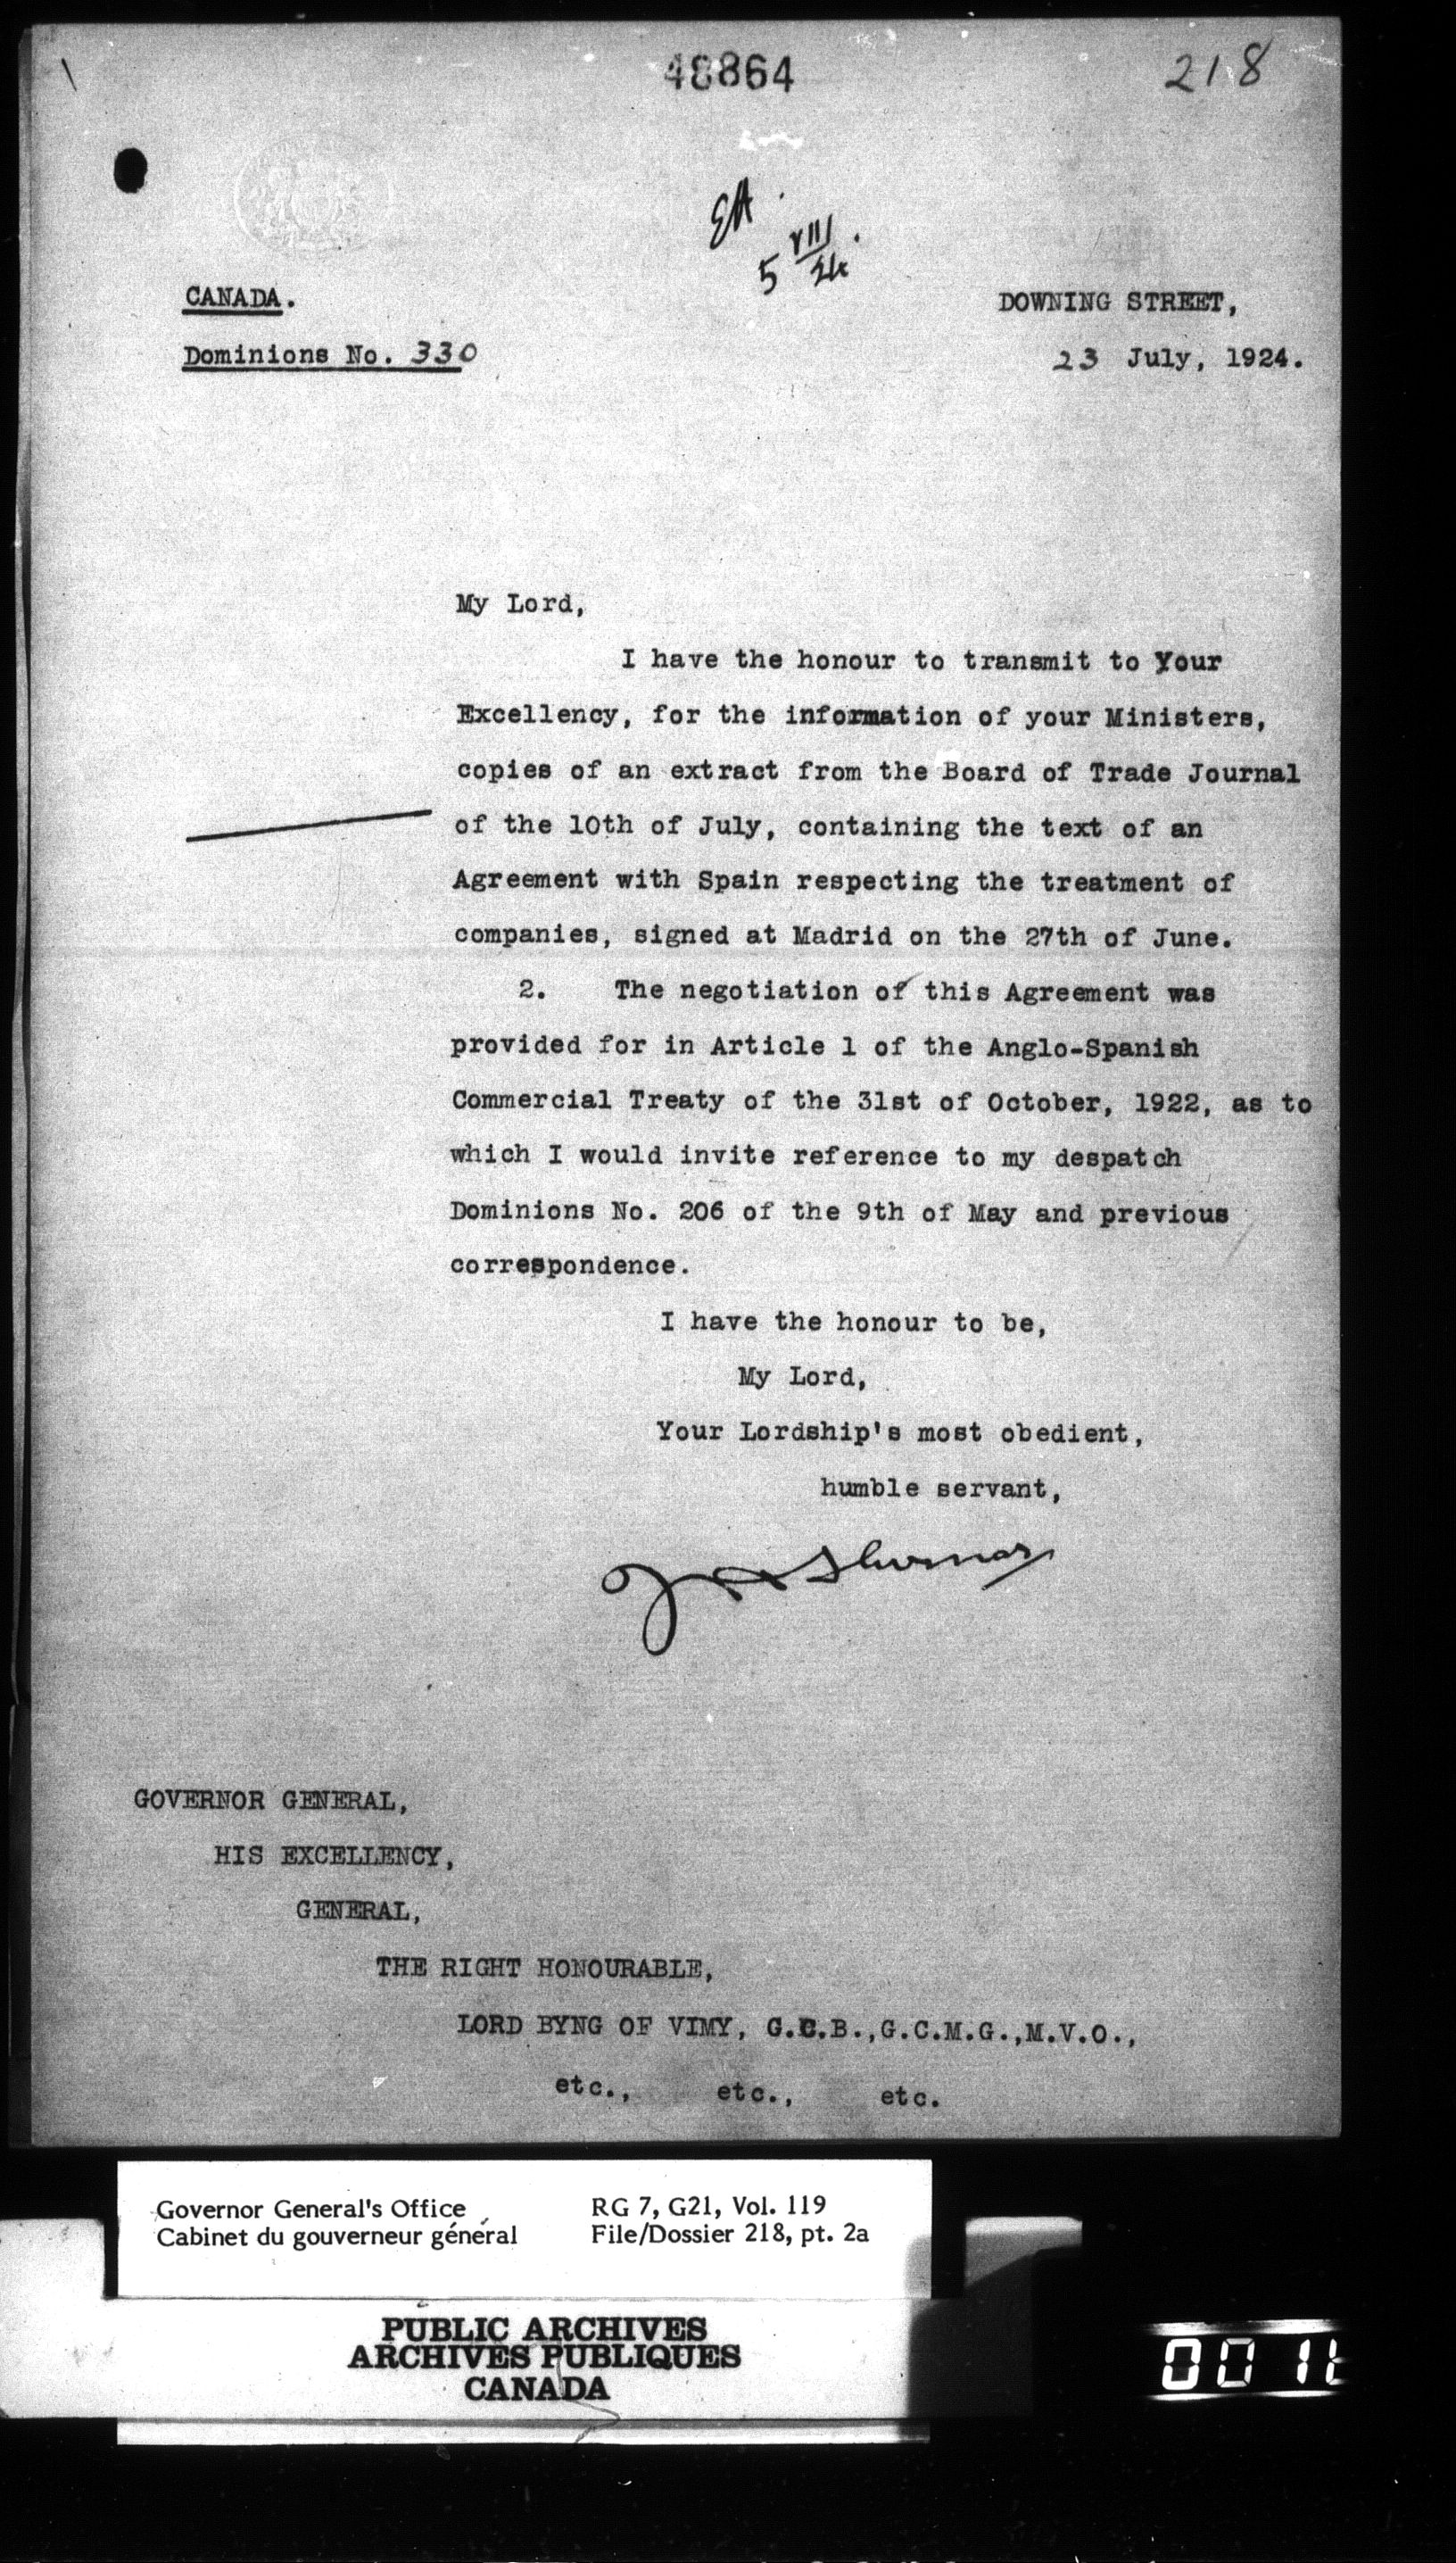 48864
218
EA.
5 VIII/24.
CANADA.
DOWNING STREET,
Dominions No. 330
23 July, 1924.
My Lord,
I have the honour to transmit to Your
Excellency, for the information of your Ministers,
copies of an extract from the Board of Trade Journal
of the 10th of July, containing the text of an
Agreement with Spain respecting the treatment of
companies, signed at Madrid on the 27th of June.
2. The negotiation of this Agreement was
provided for in Article 1 of the Anglo-Spanish
Commercial Treaty of the 31st of October, 1922, as to
which I would invite reference to my despatch
Dominions No. 206 of the 9th of May and previous
correspondence.
I have the honour to be,
My Lord,
Your Lordship's most obedient,
humble servant,
GOVERNOR GENERAL,
HIS EXCELLENCY,
GENERAL,
THE RIGHT HONOURABLE,
LORD BYNG OF VIMY, G.C.B.,G.C.M.G.,M.V.O.,
etc., etc., etc.
Governor General's Office RG 7, G21, Vol. 119
Cabinet du gouverneur général File/Dossier 218, pt. 2a
PUBLIC ARCHIVES
ARCHIVES PUBLIQUES
CANADA